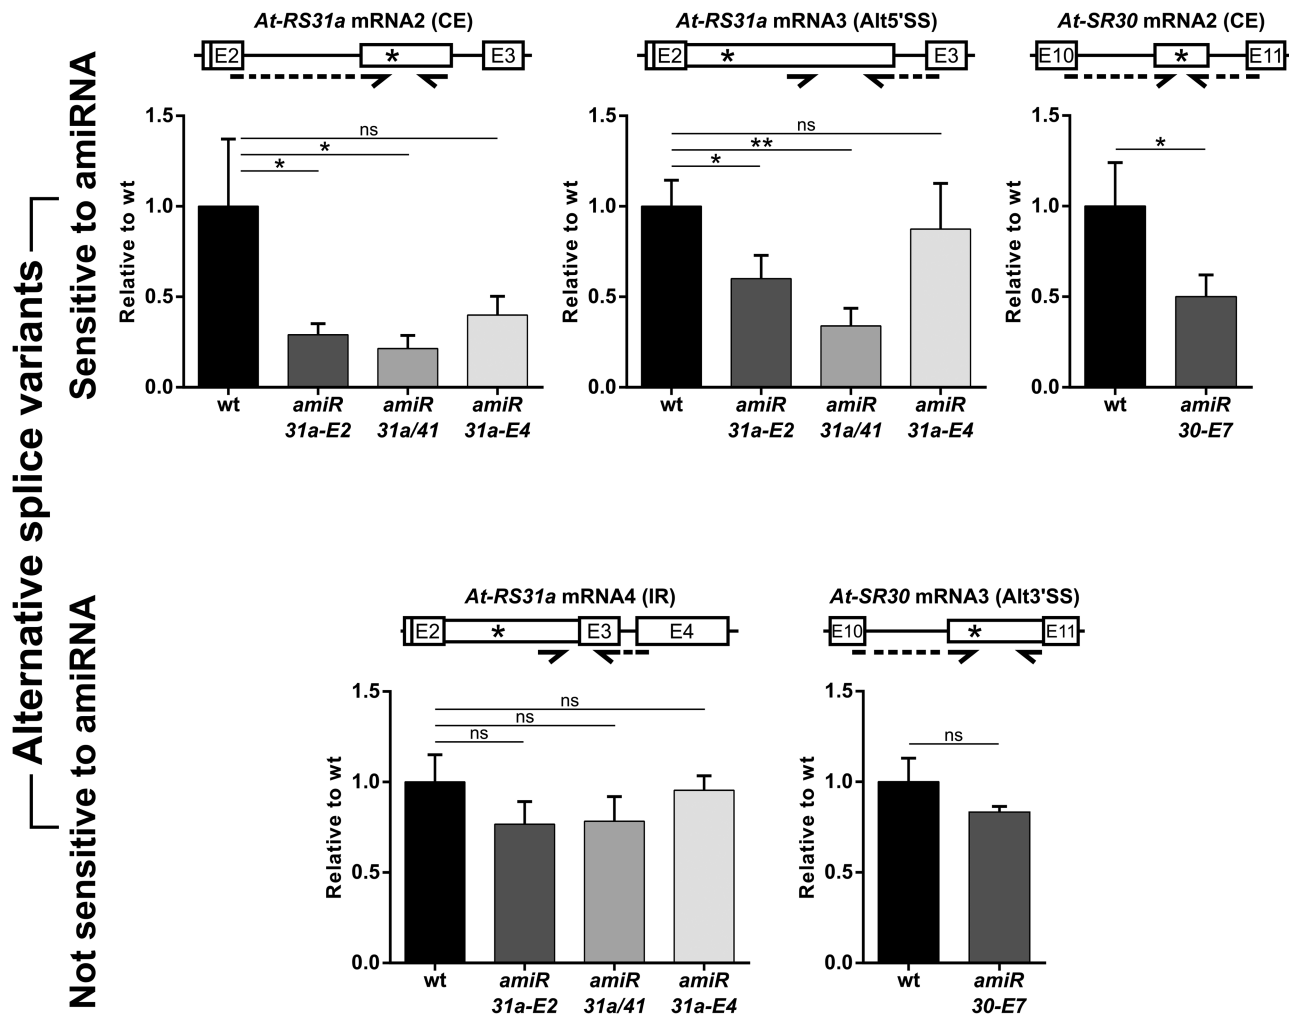 Alternative splice variants
Sensitive to amiRNA
At-RS31a mRNA2 (CE)
E2 * E3
Relative to wt
1.5
1.0
0.5
0.0
ns
*
*
wt
amiR 31a-E2
amiR 31a/41
amiR 31a-E4
At-RS31a mRNA3 (Alt5'SS)
E2 * E3
Relative to wt
1.5
1.0
0.5
0.0
ns
**
*
wt
amiR 31a-E2
amiR 31a/41
amiR 31a-E4
At-SR30 mRNA2 (CE)
E10 * E11
Relative to wt
1.5
1.0
0.5
0.0
*
wt
amiR 30-E7
Not sensitive to amiRNA
At-RS31a mRNA4 (IR)
E2 * E3 E4
Relative to wt
1.5
1.0
0.5
0.0
ns
ns
ns
wt
amiR 31a-E2
amiR 31a/41
amiR 31a-E4
At-SR30 mRNA3 (Alt3'SS)
E10 * E11
Relative to wt
1.5
1.0
0.5
0.0
ns
wt
amiR 30-E7